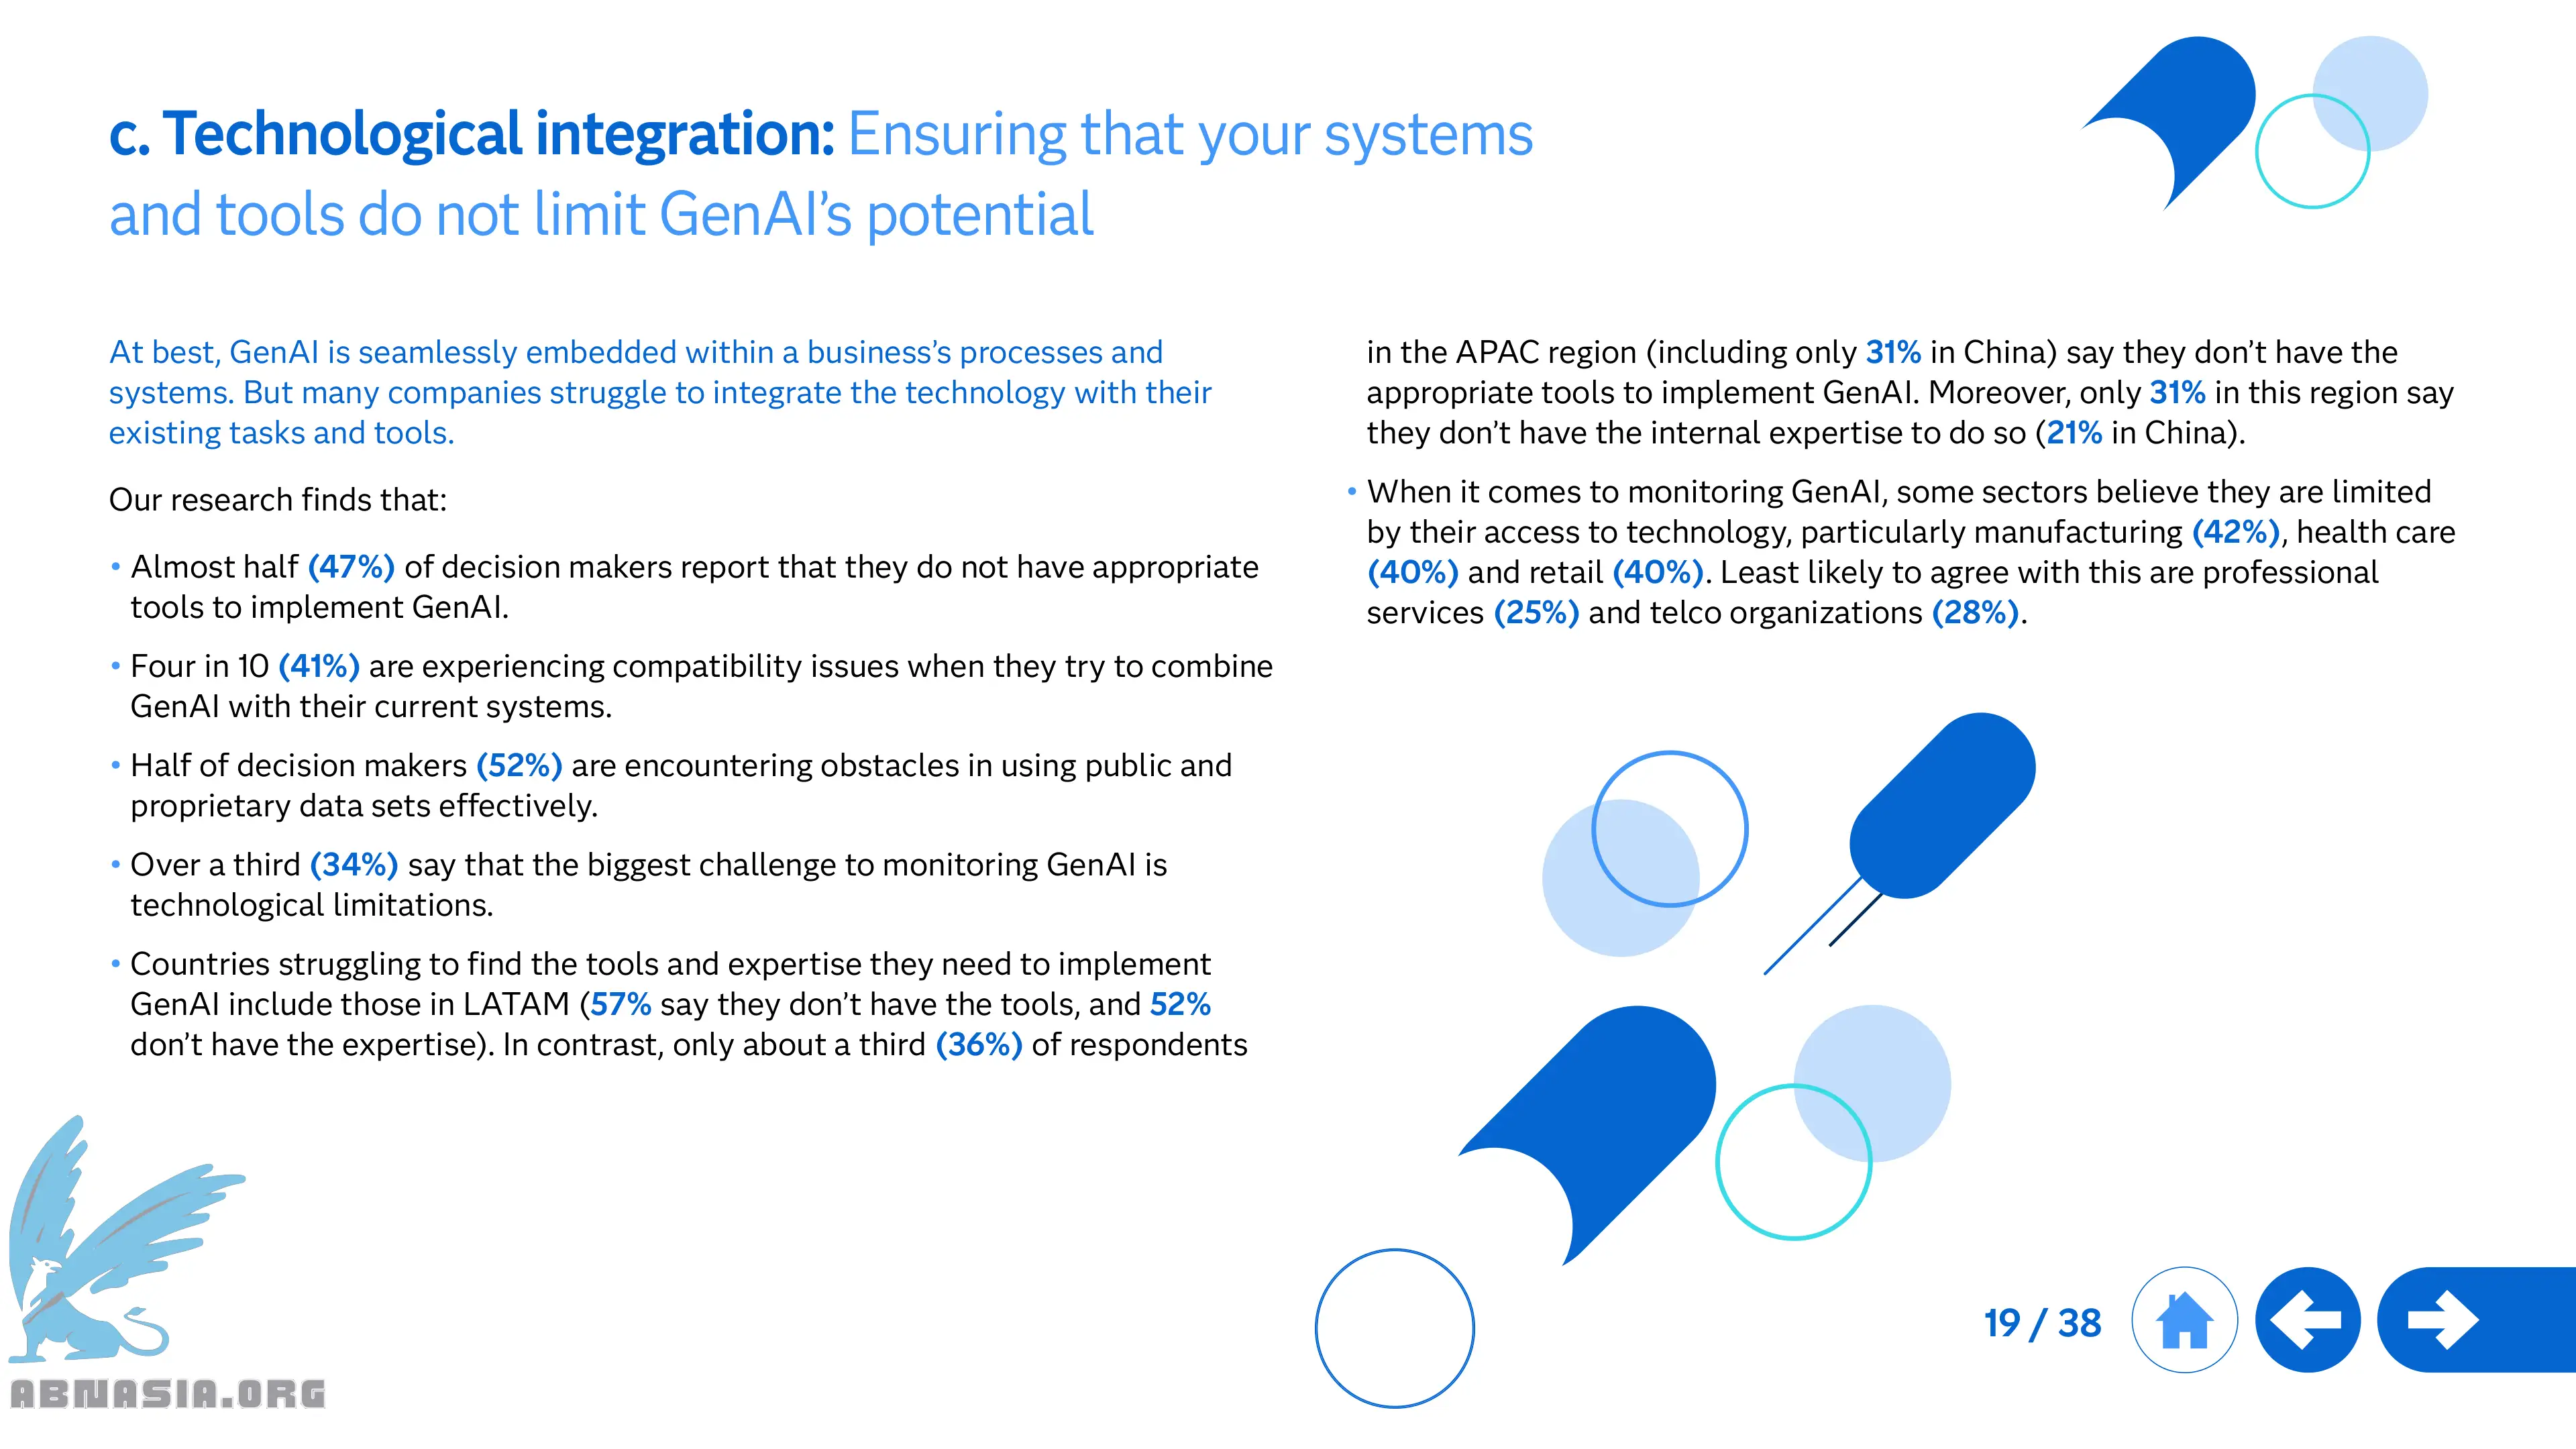 c. Technological integration: Ensuring that your systems
and tools do not limit GenAI’s potential
At best, GenAI is seamlessly embedded within a business’s processes and
systems. But many companies struggle to integrate the technology with their
existing tasks and tools.
Our research finds that:
• Almost half (47%) of decision makers report that they do not have appropriate
tools to implement GenAI.
• Four in 10 (41%) are experiencing compatibility issues when they try to combine
GenAI with their current systems.
• Half of decision makers (52%) are encountering obstacles in using public and
proprietary data sets effectively.
• Over a third (34%) say that the biggest challenge to monitoring GenAI is
technological limitations.
• Countries struggling to find the tools and expertise they need to implement
GenAI include those in LATAM (57% say they don’t have the tools, and 52%
don’t have the expertise). In contrast, only about a third (36%) of respondents
in the APAC region (including only 31% in China) say they don’t have the
appropriate tools to implement GenAI. Moreover, only 31% in this region say
they don’t have the internal expertise to do so (21% in China).
• When it comes to monitoring GenAI, some sectors believe they are limited
by their access to technology, particularly manufacturing (42%), health care
(40%) and retail (40%). Least likely to agree with this are professional
services (25%) and telco organizations (28%).
19 / 38
ABNASIA.ORG